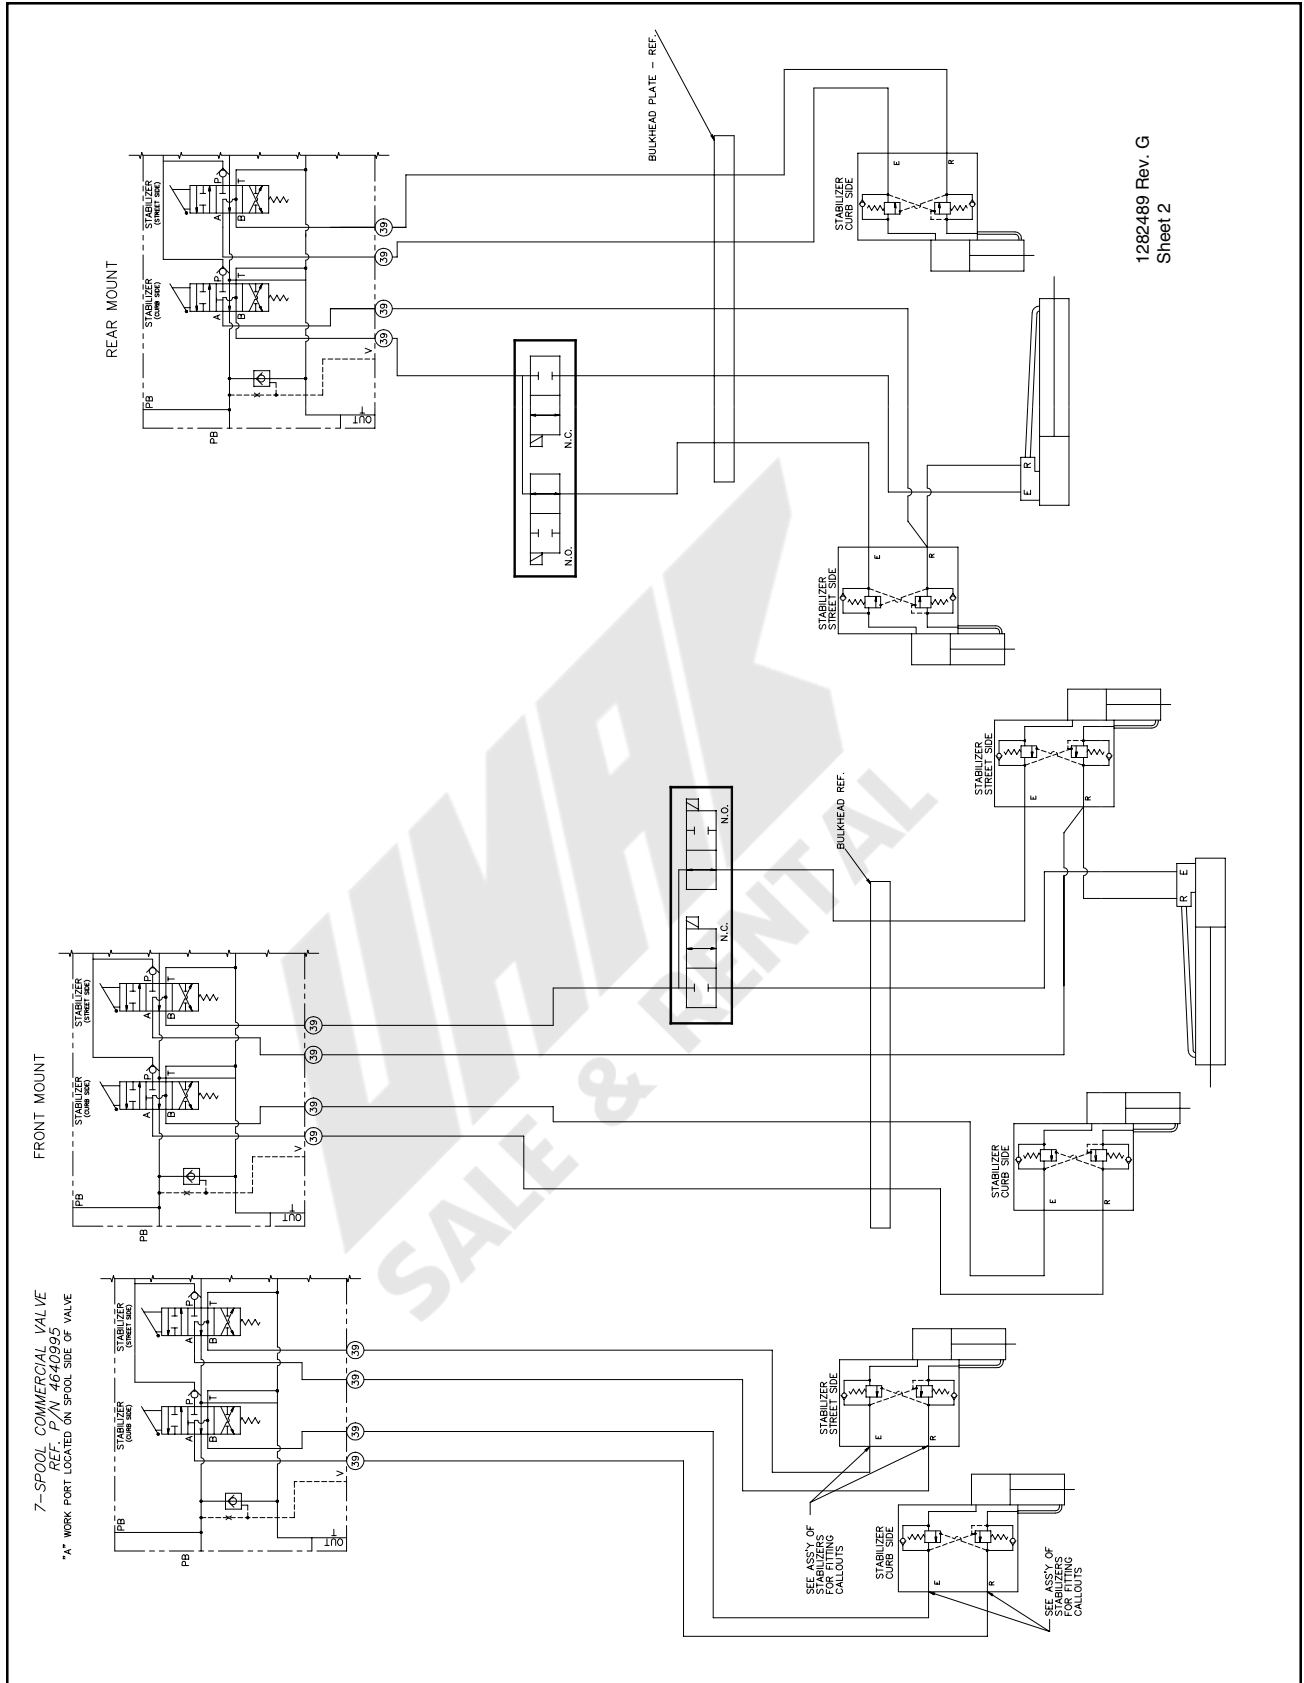 7-SPOOL COMMERCIAL VALVE
REF. P/N 4640995
"A" WORK PORT LOCATED ON SPOOL SIDE OF VALVE
PB
PB
STABILIZER
(CURB SIDE)
STABILIZER
(STREET SIDE)
A
B
P
T
A
B
P
T
V
OUT
T
39
39
39
39
SEE ASS'Y OF
STABILIZERS
FOR FITTING
CALLOUTS
STABILIZER
STREET SIDE
E
R
STABILIZER
CURB SIDE
E
R
SEE ASS'Y OF
STABILIZERS
FOR FITTING
CALLOUTS
FRONT MOUNT
PB
PB
STABILIZER
(CURB SIDE)
STABILIZER
(STREET SIDE)
A
B
P
T
A
B
P
T
V
OUT
T
39
39
39
39
N.C.
N.O.
BULKHEAD REF.
STABILIZER
STREET SIDE
E
R
STABILIZER
CURB SIDE
E
R
R
E
REAR MOUNT
PB
PB
STABILIZER
(CURB SIDE)
STABILIZER
(STREET SIDE)
A
B
P
T
A
B
P
T
V
OUT
T
39
39
39
39
N.O.
N.C.
BULKHEAD PLATE - REF.
STABILIZER
CURB SIDE
E
R
STABILIZER
STREET SIDE
E
R
E
R
1282489 Rev. G
Sheet 2
UMAK
SALE & RENTAL